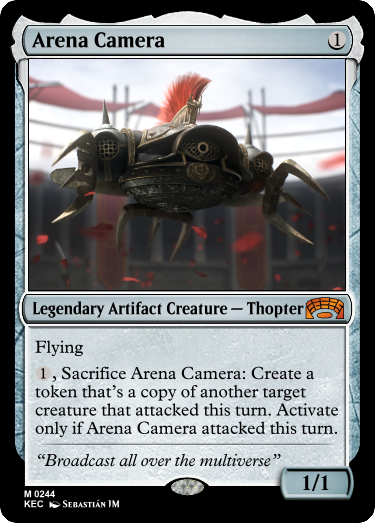 Arena Camera 1
Legendary Artifact Creature — Thopter
Flying
1 , Sacrifice Arena Camera: Create a
token that's a copy of another target
creature that attacked this turn. Activate
only if Arena Camera attacked this turn.
“Broadcast all over the multiverse”
1/1
M 0244
KEC Sebastián JM